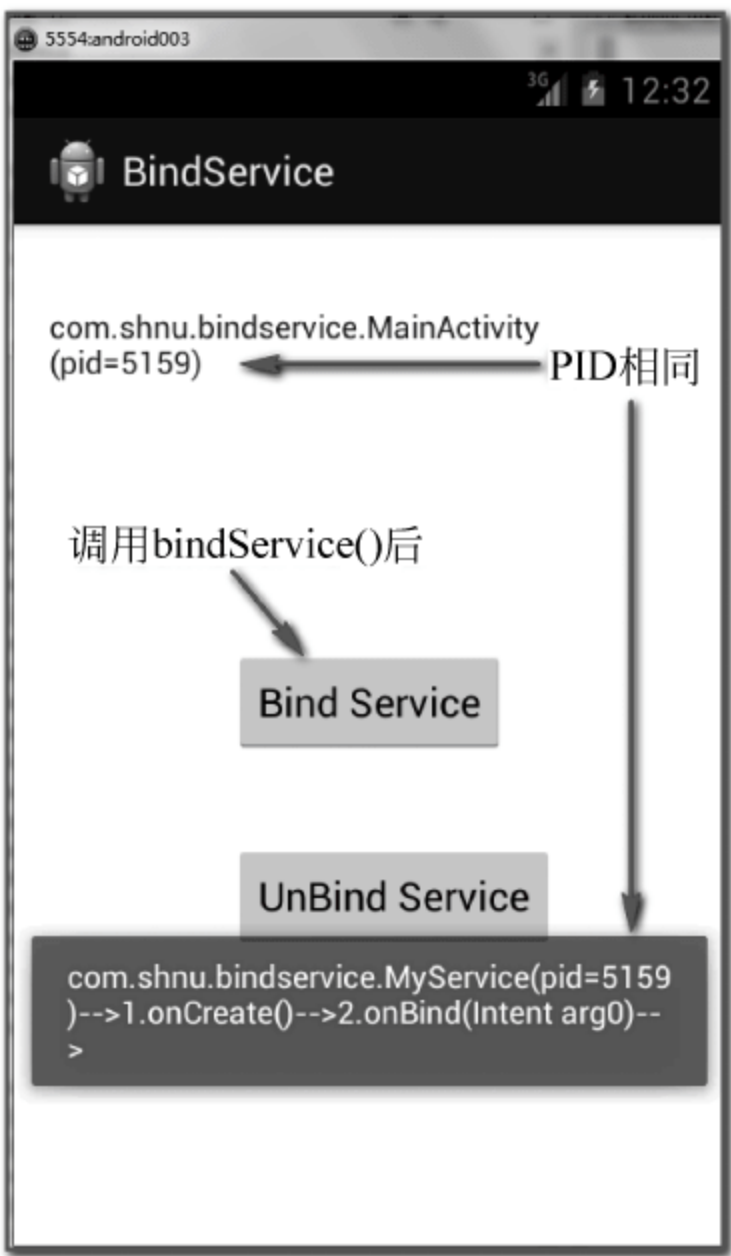 5554:android003
3G 12:32
BindService
com.shnu.bindservice.MainActivity
(pid=5159)
PID相同
调用bindService()后
Bind Service
UnBind Service
com.shnu.bindservice.MyService(pid=5159
)-->1.onCreate()-->2.onBind(Intent arg0)--
>